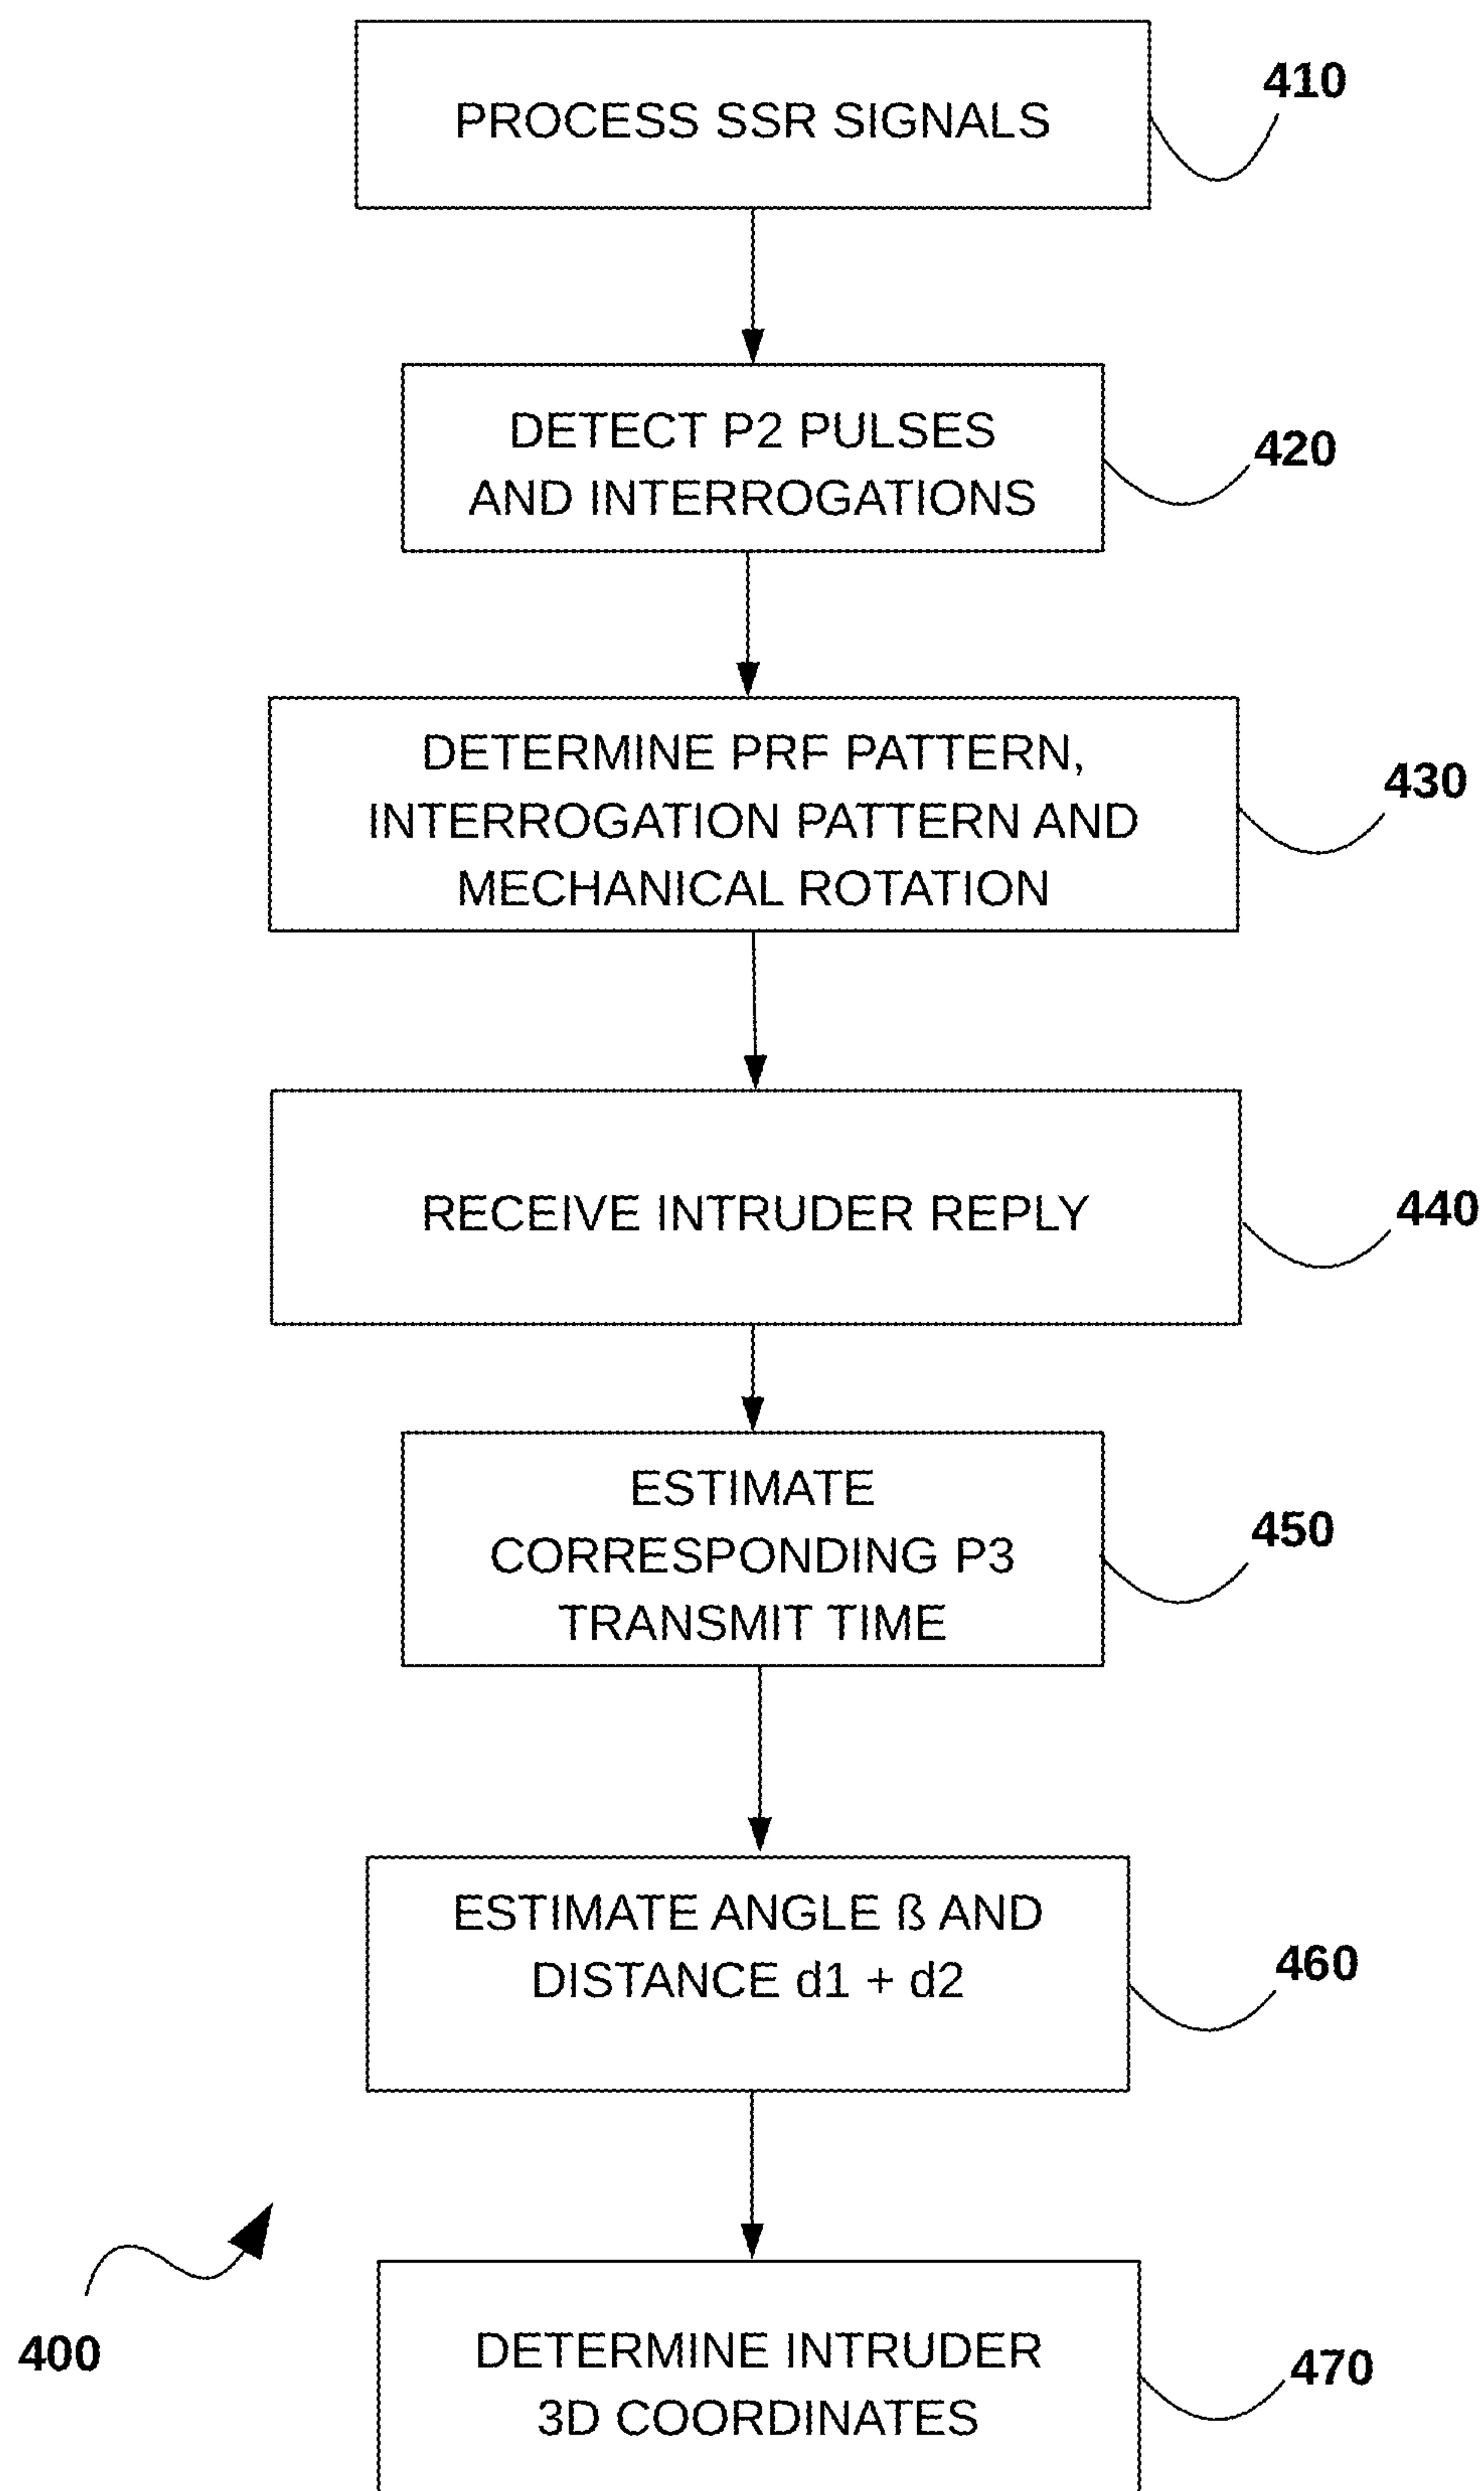 PROCESS SSR SIGNALS
410
DETECT P2 PULSES
AND INTERROGATIONS
420
DETERMINE PRF PATTERN,
INTERROGATION PATTERN AND
MECHANICAL ROTATION
430
RECEIVE INTRUDER REPLY
440
ESTIMATE
CORRESPONDING P3
TRANSMIT TIME
450
ESTIMATE ANGLE ß AND
DISTANCE d1 + d2
460
400
DETERMINE INTRUDER
3D COORDINATES
470